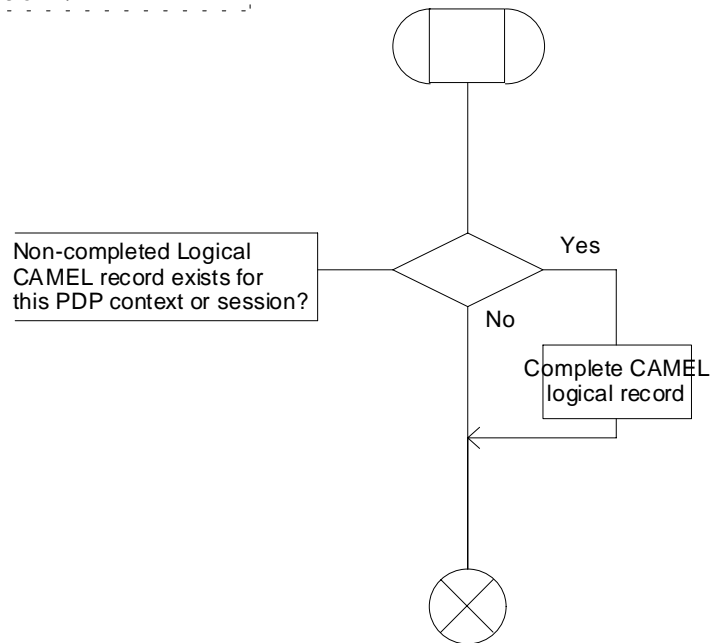 Non-completed Logical
CAMEL record exists for
this PDP context or session?
Yes
No
Complete CAMEL
logical record